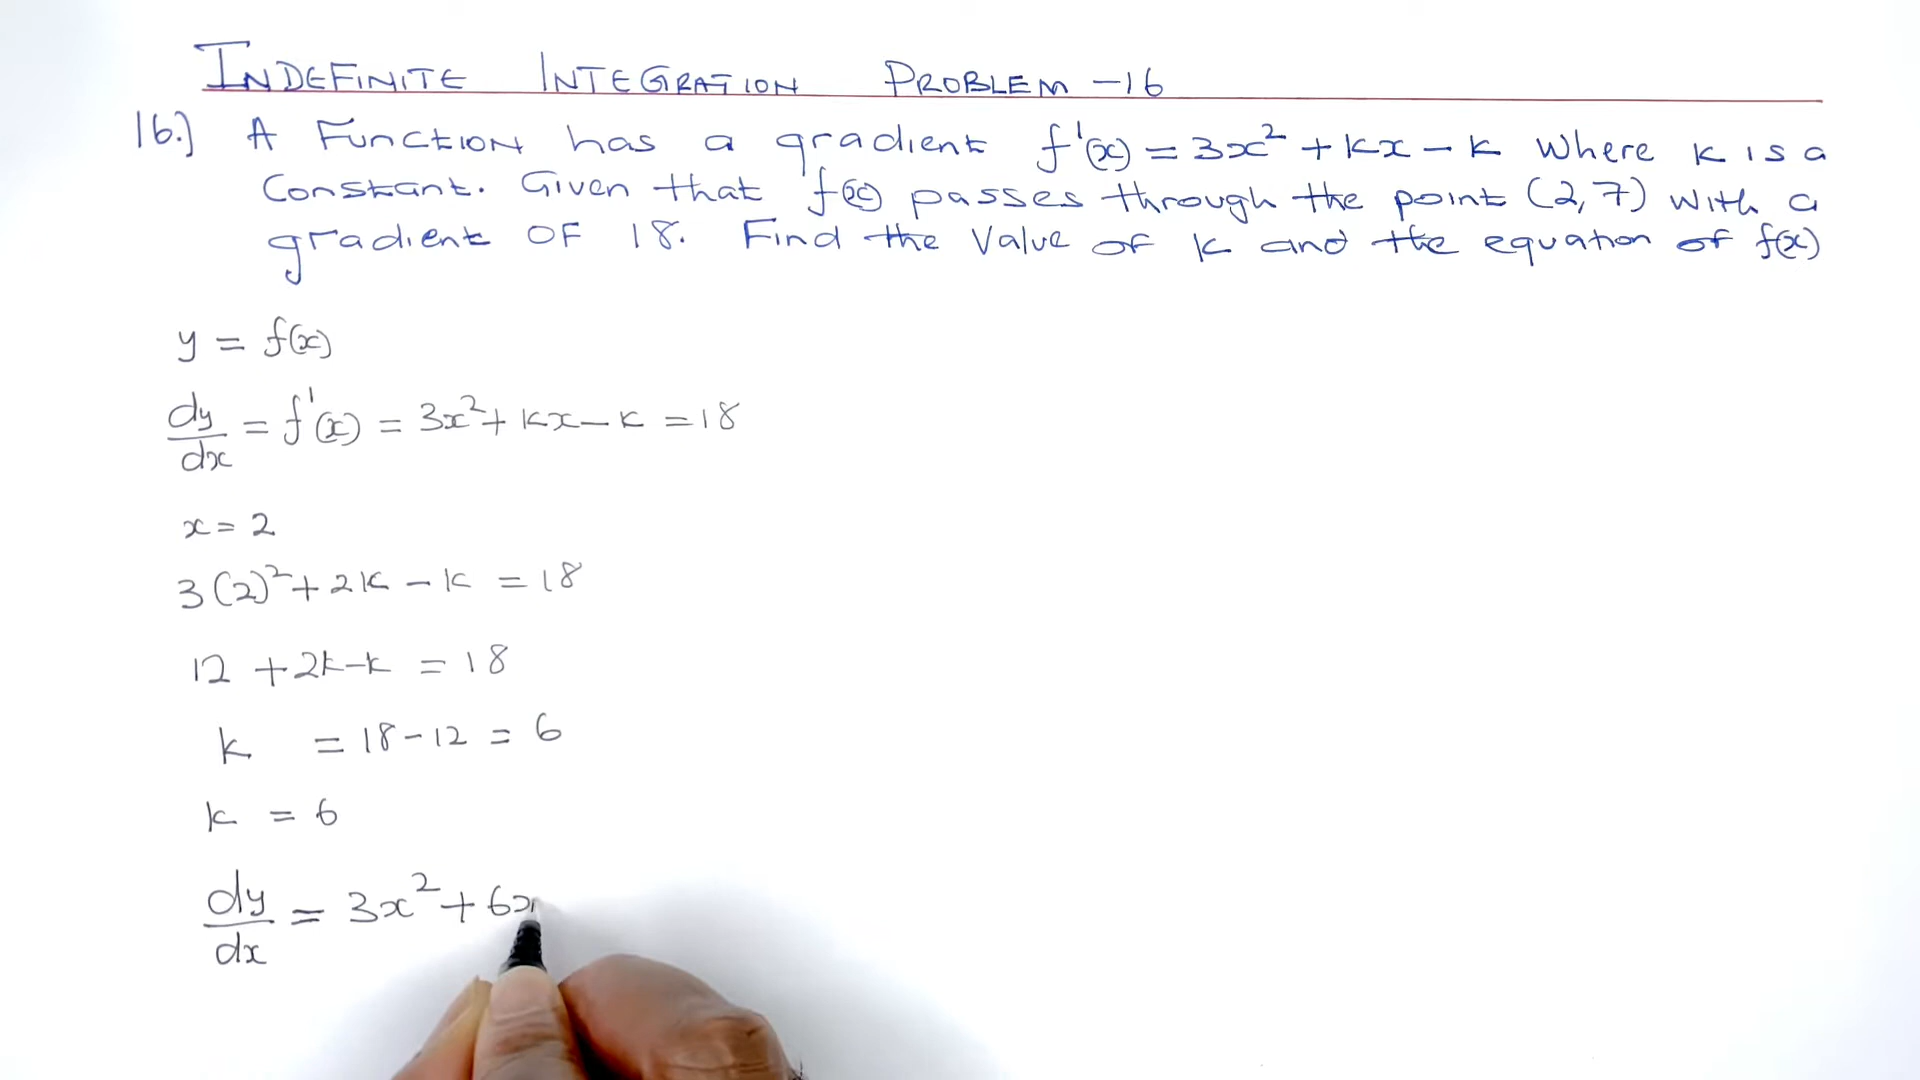 INDEFINITE INTEGRATION PROBLEM -16
16.) A Function has a gradient f'(x) = 3x² + kx - k where k is a
Constant. Given that f(x) passes through the point (2,7) with a
gradient OF 18. Find the Value of k and the equation of f(x)
y = f(x)
dy/dx = f'(x) = 3x² + kx - k = 18
x = 2
3(2)² + 2k - k = 18
12 + 2k - k = 18
k = 18 - 12 = 6
k = 6
dy/dx = 3x² + 6x